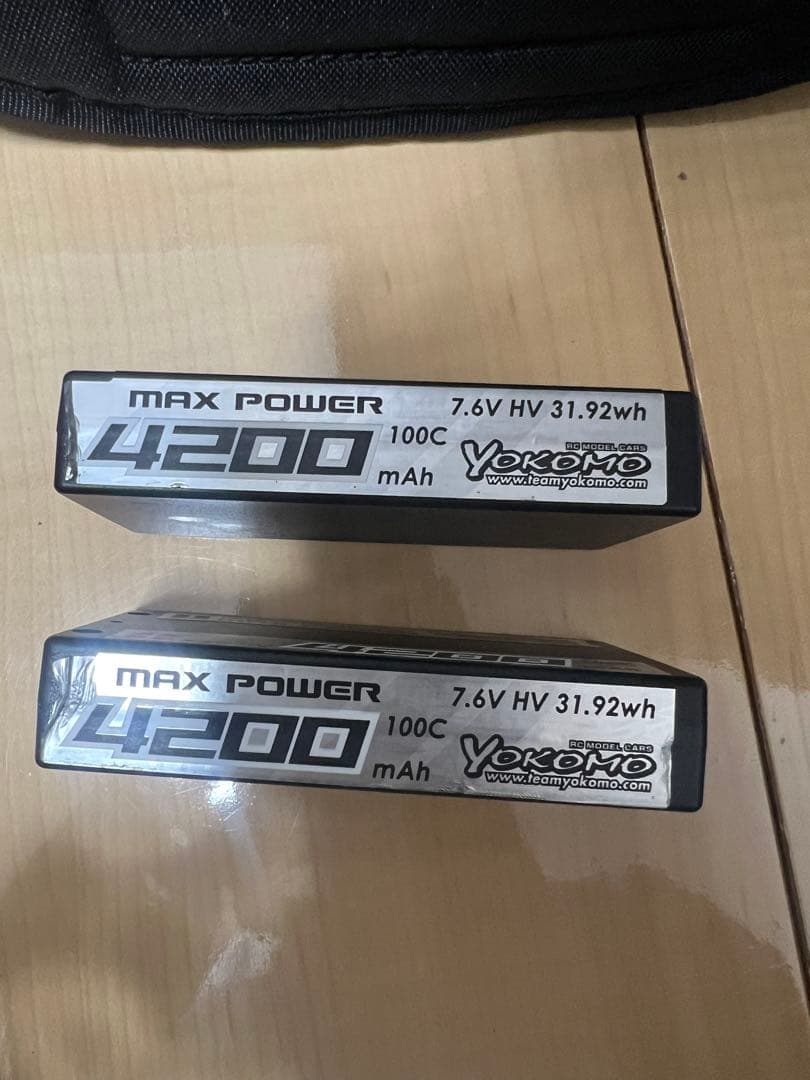 MAX POWER
7.6V HV 31.92wh
4200
100C
mAh
RC MODEL CARS
YOKOMO
www.teamyokomo.com
4200
MAX POWER
7.6V HV 31.92wh
4200
100C
mAh
RC MODEL CARS
YOKOMO
www.teamyokomo.com